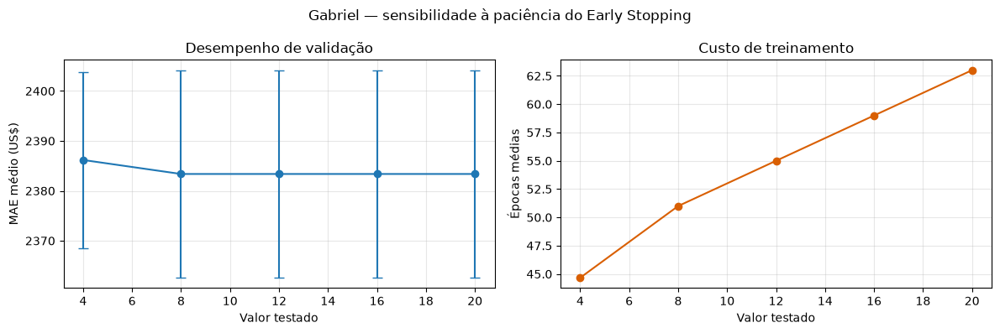 Gabriel — sensibilidade à paciência do Early Stopping
Desempenho de validação
MAE médio (US$)
2400
2390
2380
2370
4 6 8 10 12 14 16 18 20
Valor testado
Custo de treinamento
Épocas médias
62.5
60.0
57.5
55.0
52.5
50.0
47.5
45.0
4 6 8 10 12 14 16 18 20
Valor testado